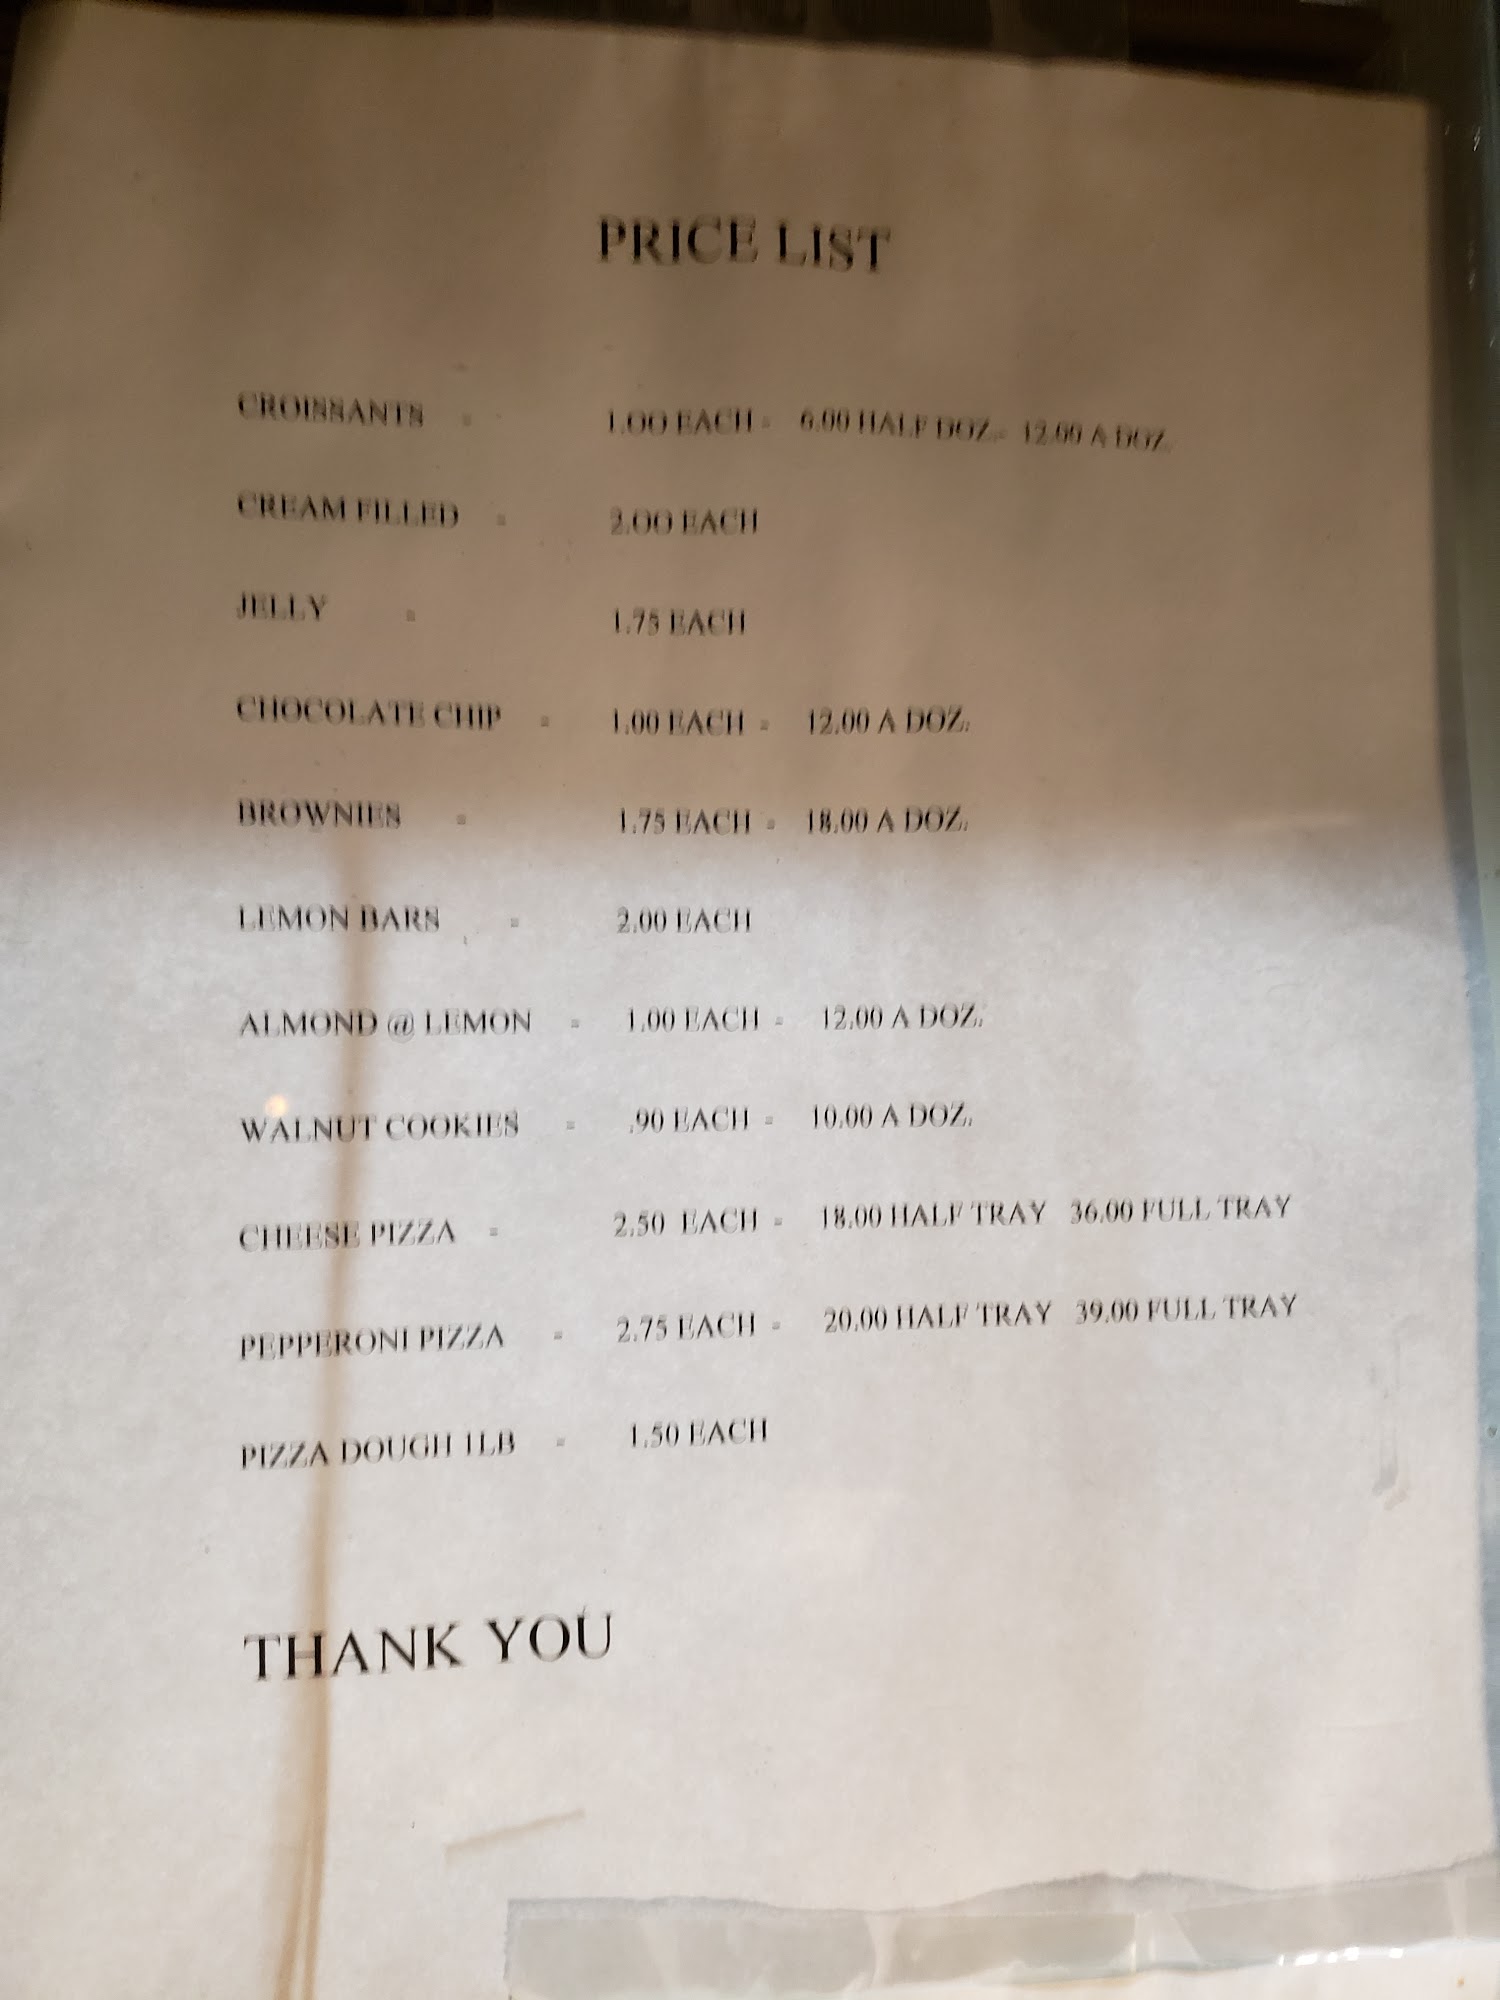 PRICE LIST
CROISSANTS - 1.OO EACH - 6.00 HALF DOZ.- 12.00 A DOZ.
CREAM FILLED - 2.OO EACH
JELLY - 1.75 EACH
CHOCOLATE CHIP - 1.00 EACH - 12.00 A DOZ.
BROWNIES - 1.75 EACH - 18.00 A DOZ.
LEMON BARS - 2.00 EACH
ALMOND @ LEMON - 1.00 EACH - 12.00 A DOZ.
WALNUT COOKIES - .90 EACH - 10.00 A DOZ.
CHEESE PIZZA - 2.50 EACH - 18.00 HALF TRAY 36.00 FULL TRAY
PEPPERONI PIZZA - 2.75 EACH - 20.00 HALF TRAY 39.00 FULL TRAY
PIZZA DOUGH 1LB - 1.50 EACH
THANK YOU